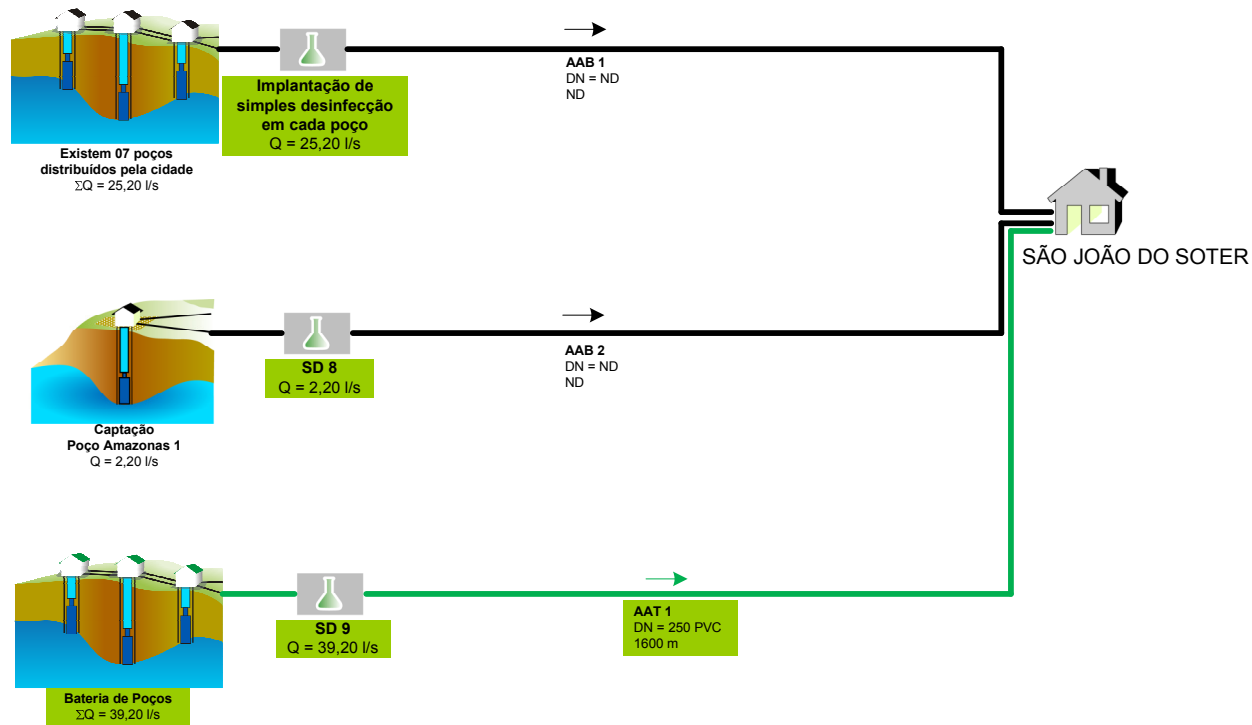 Implantação de
simples desinfecção
em cada poço
Q = 25,20 l/s
AAB 1
DN = ND
ND
Existem 07 poços
distribuídos pela cidade
ΣQ = 25,20 l/s
SÃO JOÃO DO SOTER
SD 8
Q = 2,20 l/s
AAB 2
DN = ND
ND
Captação
Poço Amazonas 1
Q = 2,20 l/s
SD 9
Q = 39,20 l/s
AAT 1
DN = 250 PVC
1600 m
Bateria de Poços
ΣQ = 39,20 l/s